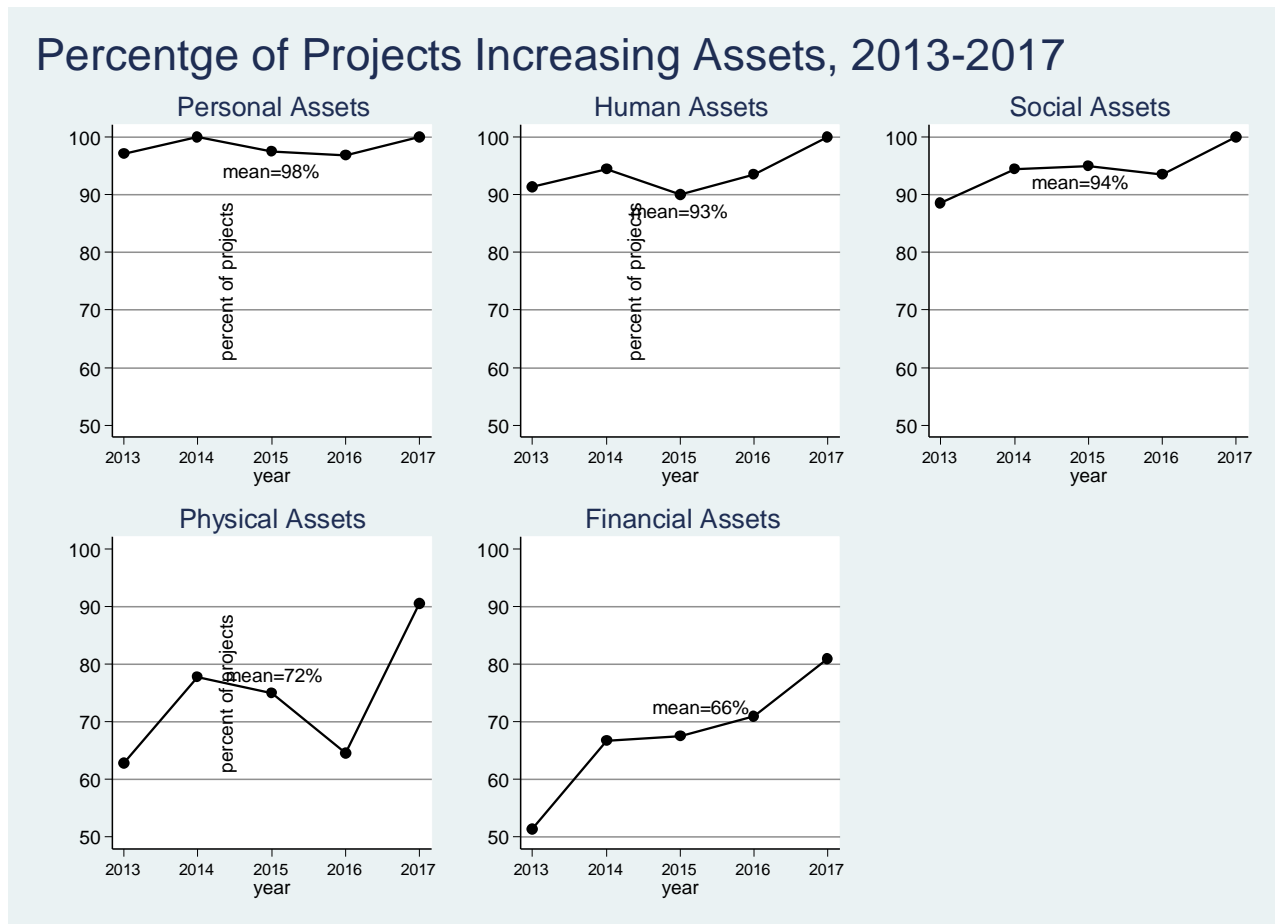 Percentge of Projects Increasing Assets, 2013-2017
Personal Assets
100
90
80
70
60
50
percent of projects
mean=98%
2013 2014 2015 2016 2017
year
Human Assets
100
90
80
70
60
50
percent of projects
mean=93%
2013 2014 2015 2016 2017
year
Social Assets
100
90
80
70
60
50
mean=94%
2013 2014 2015 2016 2017
year
Physical Assets
100
90
80
70
60
50
percent of projects
mean=72%
2013 2014 2015 2016 2017
year
Financial Assets
100
90
80
70
60
50
mean=66%
2013 2014 2015 2016 2017
year